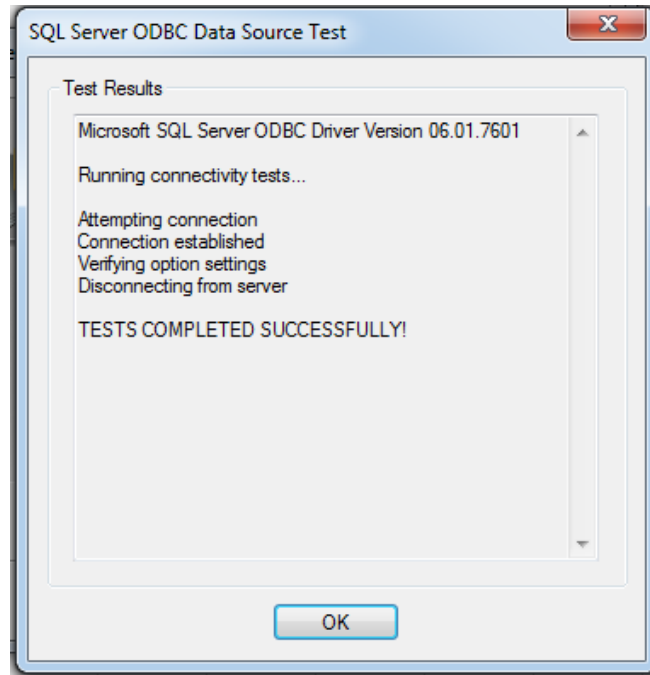 SQL Server ODBC Data Source Test
Test Results
Microsoft SQL Server ODBC Driver Version 06.01.7601
Running connectivity tests...
Attempting connection
Connection established
Verifying option settings
Disconnecting from server
TESTS COMPLETED SUCCESSFULLY!
OK